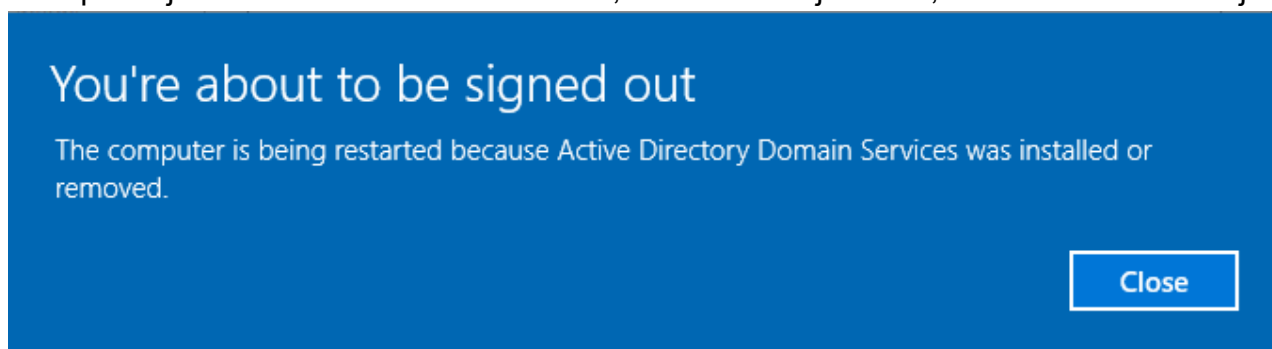 You're about to be signed out
The computer is being restarted because Active Directory Domain Services was installed or
removed.
Close